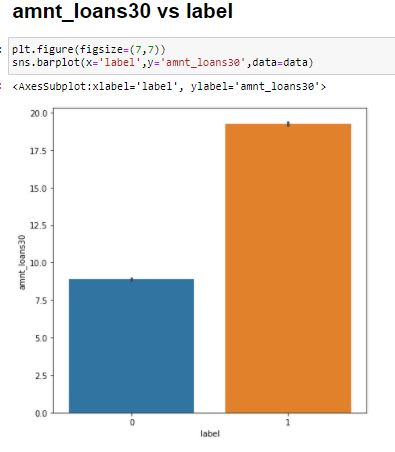 amnt_loans30 vs label
plt.figure(figsize=(7,7))
sns.barplot(x='label',y='amnt_loans30',data=data)
<AxesSubplot:xlabel='label', ylabel='amnt_loans30'>
20.0
17.5
15.0
12.5
10.0
7.5
5.0
2.5
0.0
amnt_loans30
0 1
label